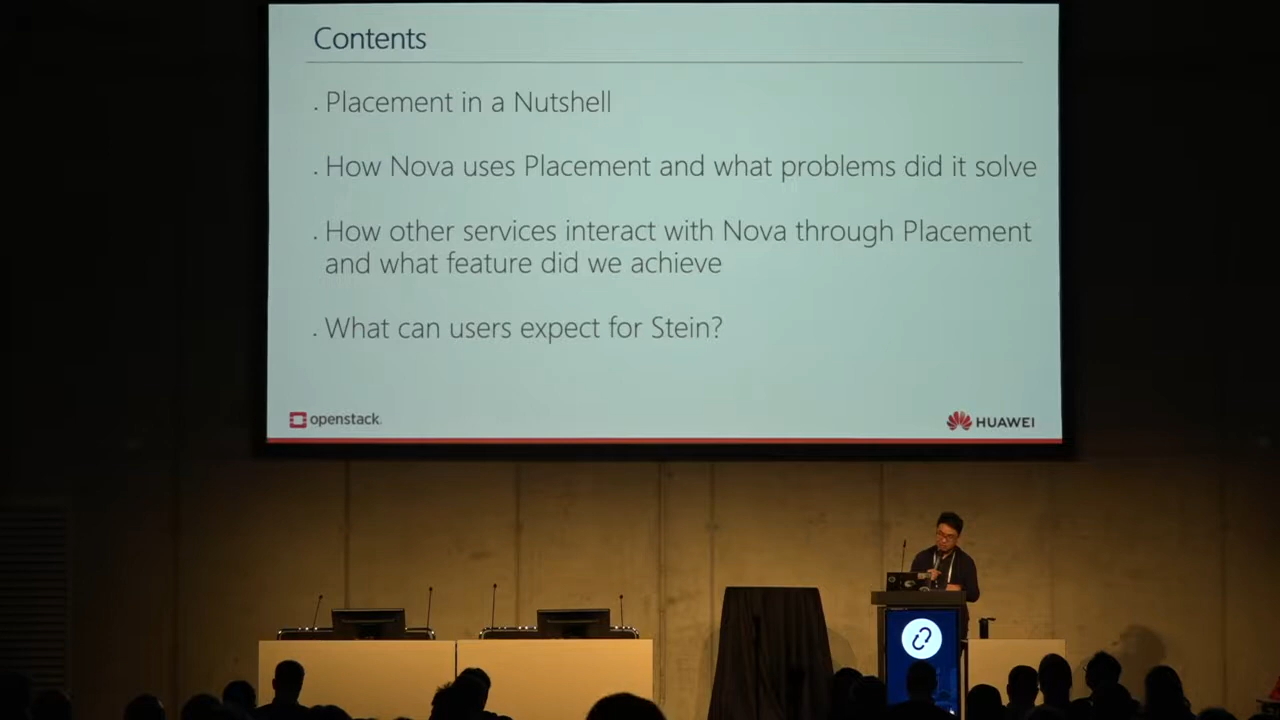 Contents
. Placement in a Nutshell
. How Nova uses Placement and what problems did it solve
. How other services interact with Nova through Placement
and what feature did we achieve
. What can users expect for Stein?
openstack.
HUAWEI